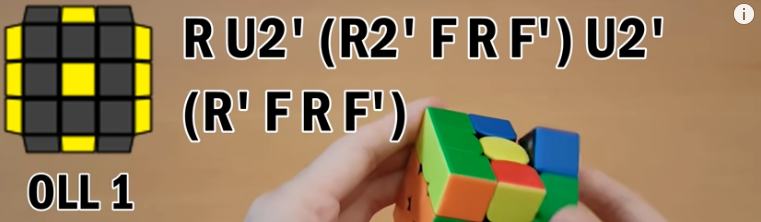 R U2' (R2' F R F') U2'
(R' F R F')
OLL 1
i